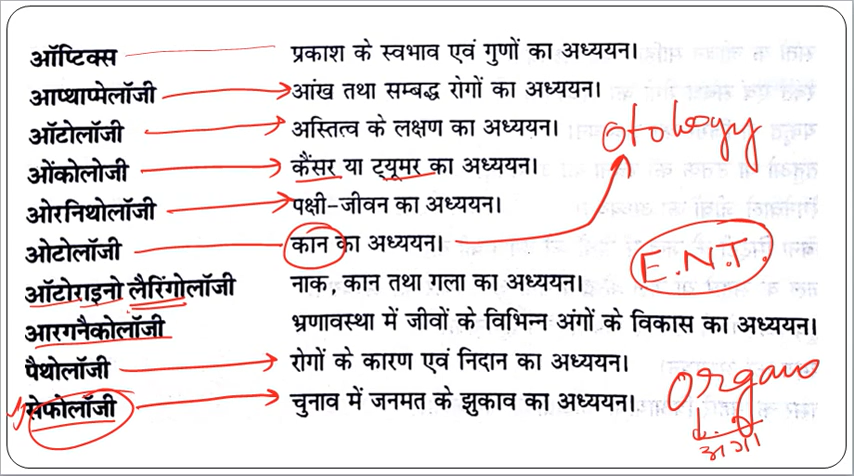 ऑप्टिक्स प्रकाश के स्वभाव एवं गुणों का अध्ययन।
आप्थाप्मेलॉजी आंख तथा सम्बद्ध रोगों का अध्ययन।
ऑटोलॉजी अस्तित्व के लक्षण का अध्ययन।
ओंकोलोजी कैंसर या ट्यूमर का अध्ययन।
ओरनिथोलॉजी पक्षी-जीवन का अध्ययन।
ओटोलॉजी कान का अध्ययन।
ऑटोराइनो लैरिंगोलॉजी नाक, कान तथा गला का अध्ययन।
आरगनैकोलॉजी भ्रणावस्था में जीवों के विभिन्न अंगों के विकास का अध्ययन।
पैथोलॉजी रोगों के कारण एवं निदान का अध्ययन।
सेफोलॉजी चुनाव में जनमत के झुकाव का अध्ययन।
otology
E.N.T.
organo
अंगों